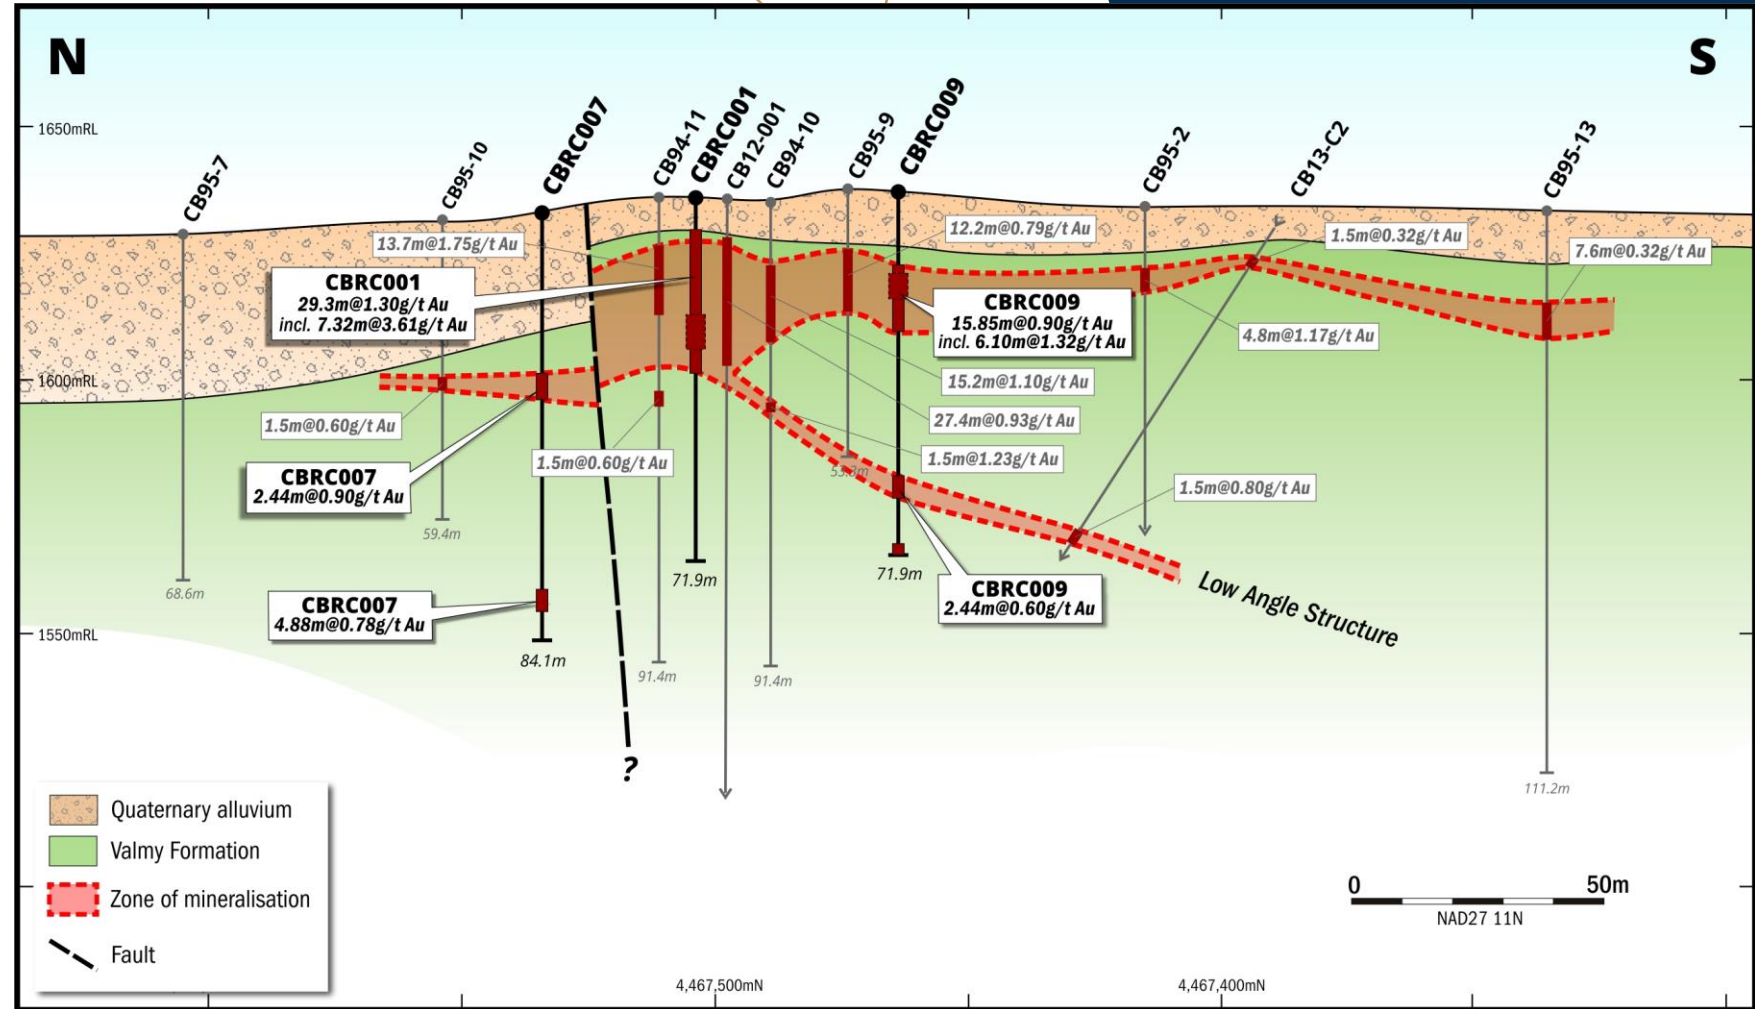 N
S
1650mRL
1600mRL
1550mRL
CB95-7
CB95-10
CBRC007
CB94-11
CBRC001
CB12-001
CB94-10
CB95-9
CBRC009
CB95-2
CB13-C2
CB95-13
13.7m@1.75g/t Au
12.2m@0.79g/t Au
1.5m@0.32g/t Au
7.6m@0.32g/t Au
CBRC001
29.3m@1.30g/t Au
incl. 7.32m@3.61g/t Au
CBRC009
15.85m@0.90g/t Au
incl. 6.10m@1.32g/t Au
4.8m@1.17g/t Au
15.2m@1.10g/t Au
27.4m@0.93g/t Au
1.5m@0.60g/t Au
1.5m@0.60g/t Au
1.5m@1.23g/t Au
53.3m
CBRC007
2.44m@0.90g/t Au
1.5m@0.80g/t Au
59.4m
68.6m
71.9m
71.9m
CBRC007
4.88m@0.78g/t Au
CBRC009
2.44m@0.60g/t Au
Low Angle Structure
84.1m
91.4m
91.4m
?
111.2m
Quaternary alluvium
Valmy Formation
Zone of mineralisation
Fault
0 50m
NAD27 11N
4,467,500mN
4,467,400mN